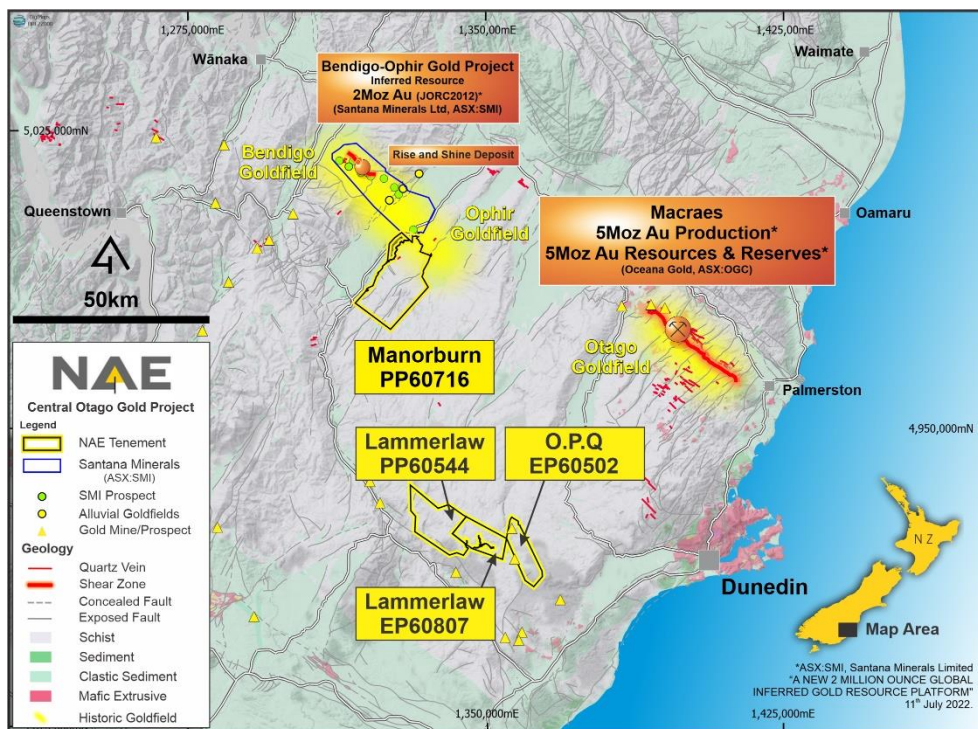 1,275,000mE
1,350,000mE
1,425,000mE
Wānaka
Waimate
Bendigo-Ophir Gold Project
Inferred Resource
2Moz Au (JORC2012)*
(Santana Minerals Ltd, ASX:SMI)
5,025,000mN
Bendigo
Goldfield
Rise and Shine Deposit
Queenstown
Ophir
Goldfield
Macraes
5Moz Au Production*
5Moz Au Resources & Reserves*
(Oceana Gold, ASX:OGC)
Oamaru
50km
Otago
Goldfield
Manorburn
PP60716
Palmerston
4,950,000mN
Lammerlaw
PP60544
O.P.Q
EP60502
Lammerlaw
EP60807
Dunedin
NZ
Map Area
NAE
Central Otago Gold Project
Legend
NAE Tenement
Santana Minerals
(ASX:SMI)
SMI Prospect
Alluvial Goldfields
Gold Mine/Prospect
Geology
Quartz Vein
Shear Zone
Concealed Fault
Exposed Fault
Schist
Sediment
Clastic Sediment
Mafic Extrusive
Historic Goldfield
1,350,000mE
1,425,000mE
*ASX:SMI, Santana Minerals Limited
"A NEW 2 MILLION OUNCE GLOBAL
INFERRED GOLD RESOURCE PLATFORM"
11th July 2022.